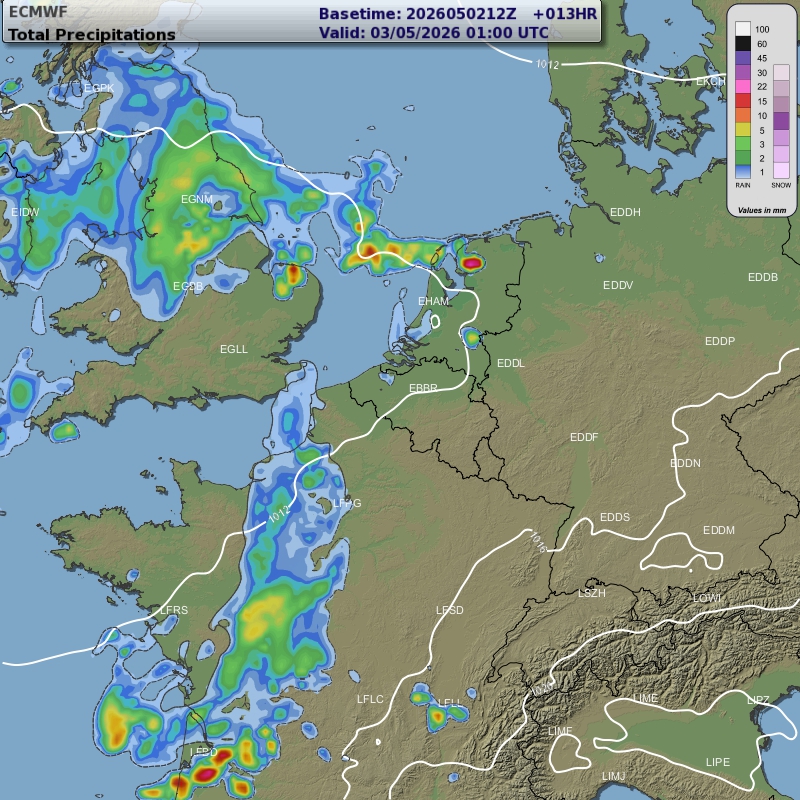 ECMWF
Basetime: 2026050212Z +013HR
Total Precipitations
Valid: 03/05/2026 01:00 UTC
1012
EKCH
100
60
45
30
22
15
10
5
3
2
1
RAIN
SNOW
Values in mm
EGPK
EIDW
EGNM
EDDH
EGBB
EDDV
EDDB
EHAM
EGLL
EDDP
EDDL
EBBR
EDDF
EDDN
LFPG
1012
EDDS
EDDM
1016
LSZH
LOWI
LFRS
LFSD
1020
LFLC
LFLL
LIME
LIPZ
LIME
LFBD
LIPE
LIMJ